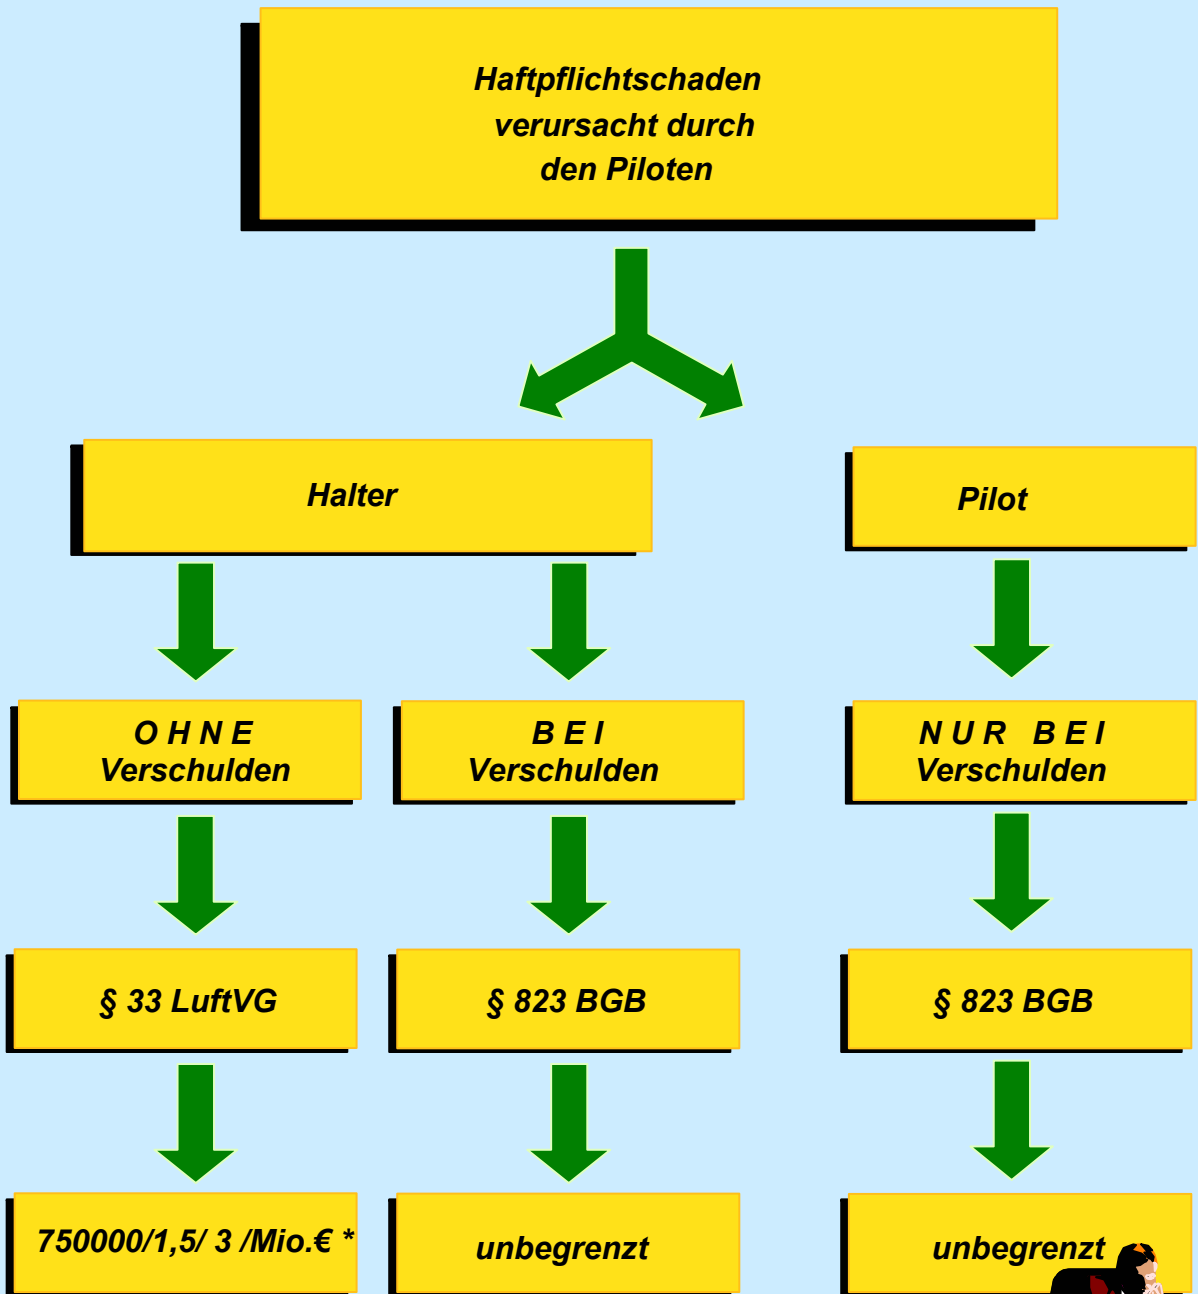 Haftpflichtschaden
verursacht durch
den Piloten
Halter
Pilot
O H N E
Verschulden
B E I
Verschulden
N U R B E I
Verschulden
§ 33 LuftVG
§ 823 BGB
§ 823 BGB
750000/1,5/ 3 /Mio.€ *
unbegrenzt
unbegrenzt